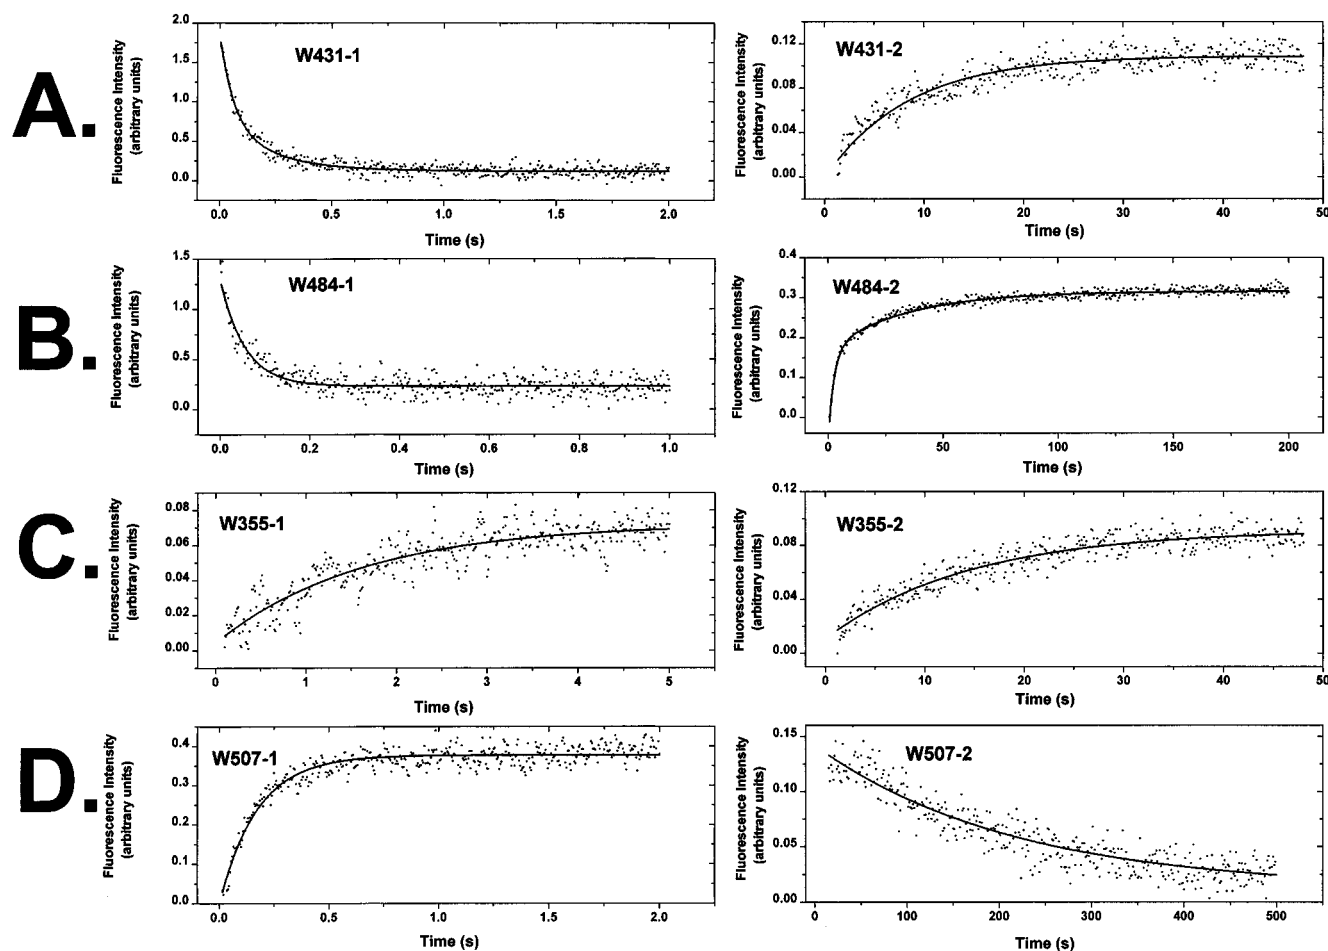 A.
Fluorescence Intensity
(arbitrary units)
2.0
1.5
1.0
0.5
0.0
W431-1
0.0 0.5 1.0 1.5 2.0
Time (s)
Fluorescence Intensity
(arbitrary units)
0.12
0.08
0.04
0.00
W431-2
0 10 20 30 40 50
Time (s)
B.
Fluorescence Intensity
(arbitrary units)
1.5
1.0
0.5
0.0
W484-1
0.0 0.2 0.4 0.6 0.8 1.0
Time (s)
Fluorescence Intensity
(arbitrary units)
0.4
0.3
0.2
0.1
0.0
W484-2
0 50 100 150 200
Time (s)
C.
Fluorescence Intensity
(arbitrary units)
0.08
0.06
0.04
0.02
0.00
W355-1
0 1 2 3 4 5
Time (s)
Fluorescence Intensity
(arbitrary units)
0.12
0.08
0.04
0.00
W355-2
0 10 20 30 40 50
Time (s)
D.
Fluorescence Intensity
(arbitrary units)
0.4
0.3
0.2
0.1
0.0
W507-1
0.0 0.5 1.0 1.5 2.0
Time (s)
Fluorescence Intensity
(arbitrary units)
0.15
0.10
0.05
0.00
W507-2
0 100 200 300 400 500
Time (s)